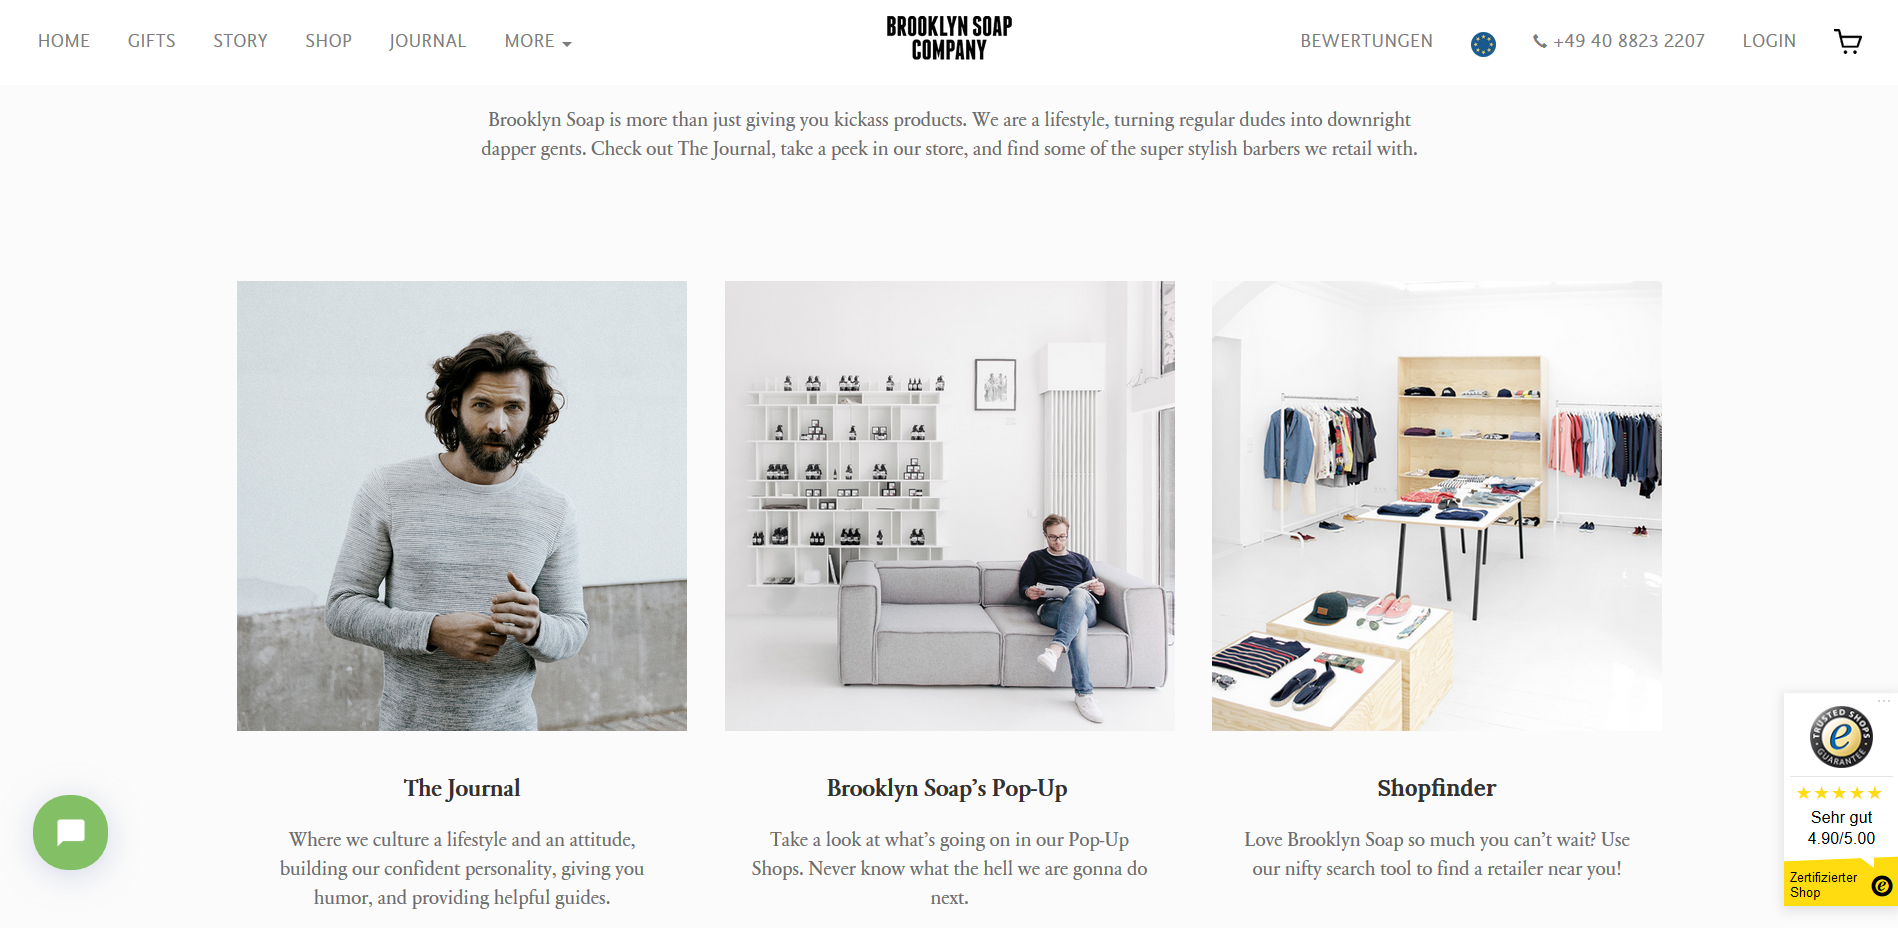 HOME GIFTS STORY SHOP JOURNAL MORE
BROOKLYN SOAP
COMPANY
BEWERTUNGEN +49 40 8823 2207 LOGIN
Brooklyn Soap is more than just giving you kickass products. We are a lifestyle, turning regular dudes into downright
dapper gents. Check out The Journal, take a peek in our store, and find some of the super stylish barbers we retail with.
The Journal
Where we culture a lifestyle and an attitude,
building our confident personality, giving you
humor, and providing helpful guides.
Brooklyn Soap’s Pop-Up
Take a look at what’s going on in our Pop-Up
Shops. Never know what the hell we are gonna do
next.
Shopfinder
Love Brooklyn Soap so much you can’t wait? Use
our nifty search tool to find a retailer near you!
TRUSTED SHOPS
e
GUARANTEE
Sehr gut
4.90/5.00
Zertifizierter
Shop
e